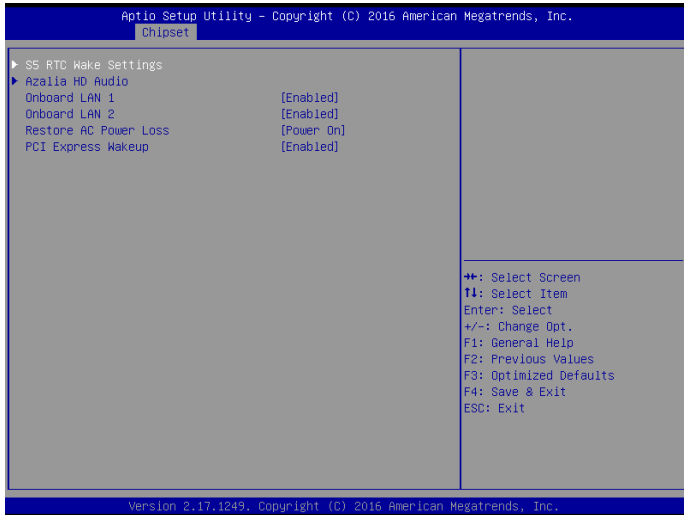 Aptio Setup Utility – Copyright (C) 2016 American Megatrends, Inc.
Chipset
▶ S5 RTC Wake Settings
▶ Azalia HD Audio
Onboard LAN 1 [Enabled]
Onboard LAN 2 [Enabled]
Restore AC Power Loss [Power On]
PCI Express Wakeup [Enabled]
→←: Select Screen
↑↓: Select Item
Enter: Select
+/-: Change Opt.
F1: General Help
F2: Previous Values
F3: Optimized Defaults
F4: Save & Exit
ESC: Exit
Version 2.17.1249. Copyright (C) 2016 American Megatrends, Inc.